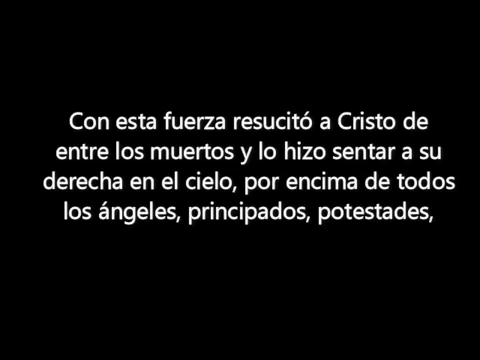 Con esta fuerza resucitó a Cristo de
entre los muertos y lo hizo sentar a su
derecha en el cielo, por encima de todos
los ángeles, principados, potestades,